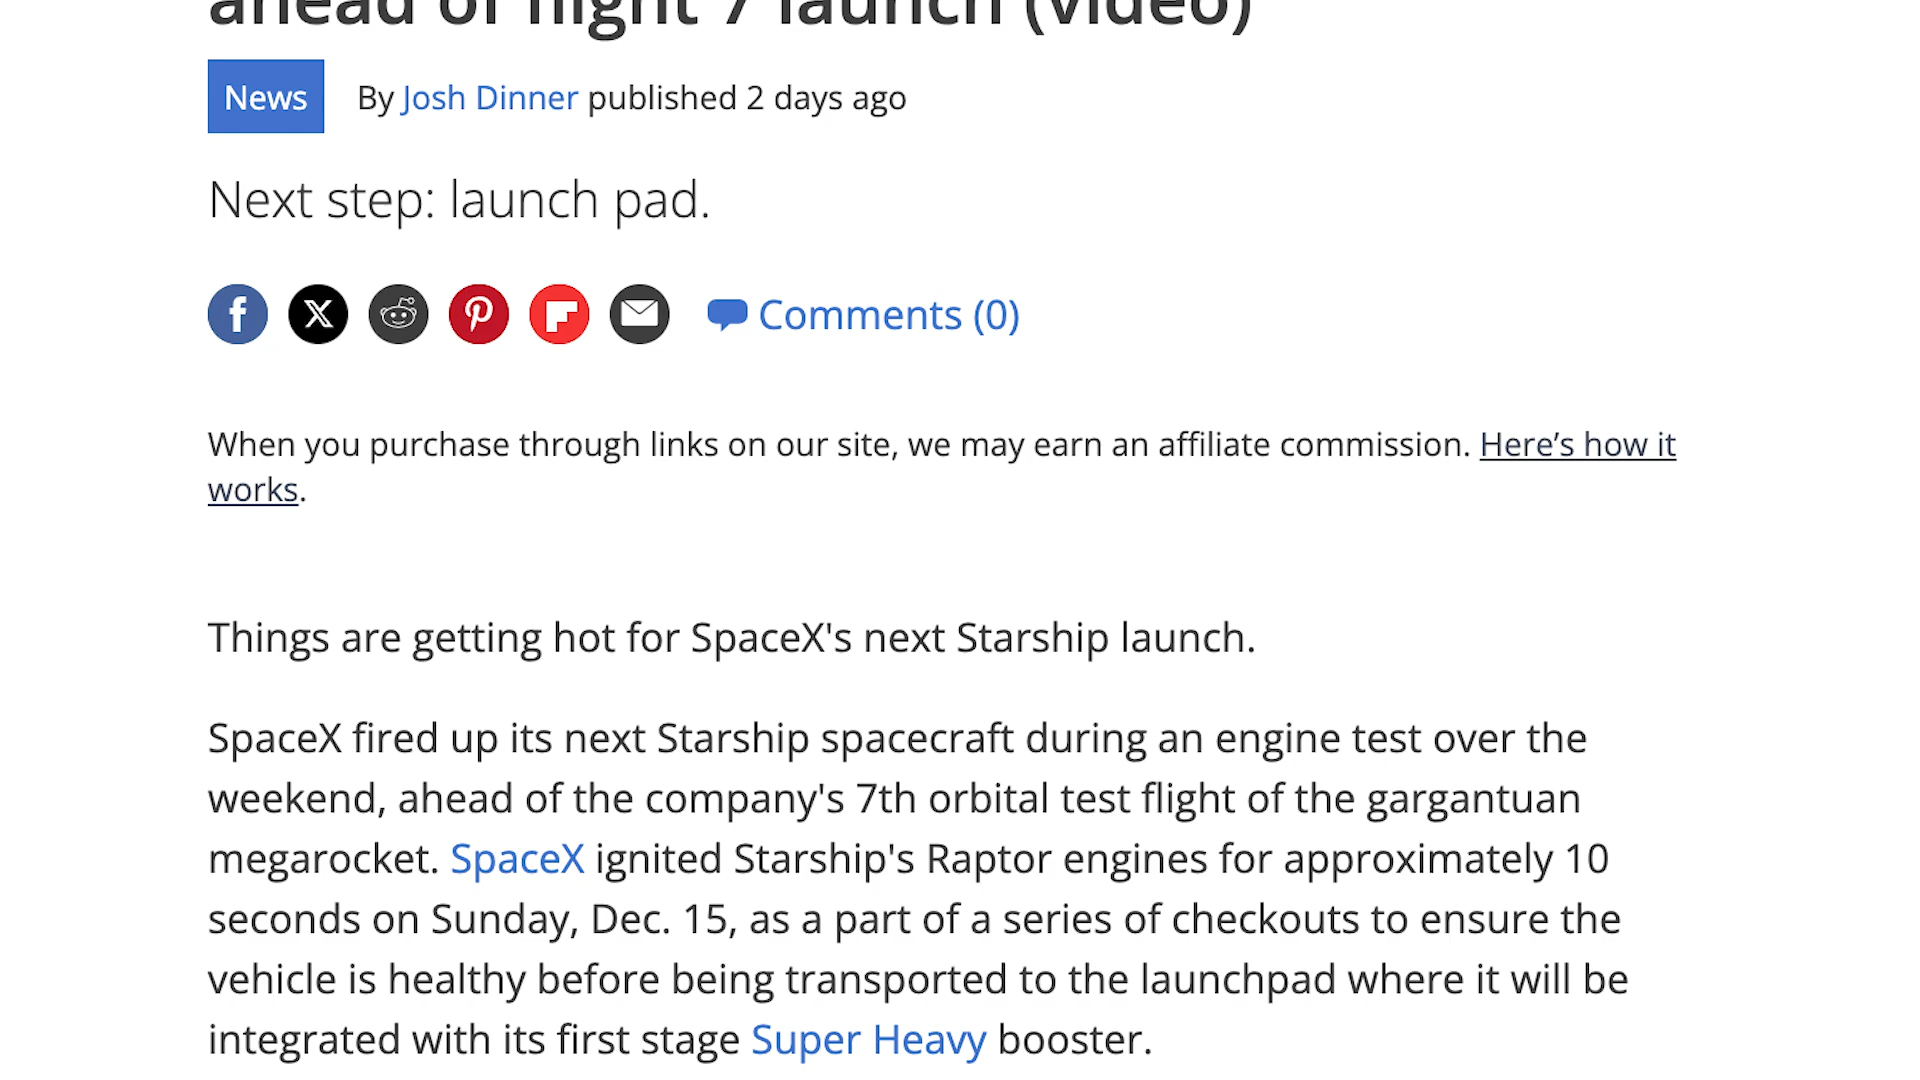 ahead of flight 7 launch (video)
News
By Josh Dinner published 2 days ago
Next step: launch pad.
Comments (0)
When you purchase through links on our site, we may earn an affiliate commission. Here’s how it
works.
Things are getting hot for SpaceX's next Starship launch.
SpaceX fired up its next Starship spacecraft during an engine test over the
weekend, ahead of the company's 7th orbital test flight of the gargantuan
megarocket. SpaceX ignited Starship's Raptor engines for approximately 10
seconds on Sunday, Dec. 15, as a part of a series of checkouts to ensure the
vehicle is healthy before being transported to the launchpad where it will be
integrated with its first stage Super Heavy booster.